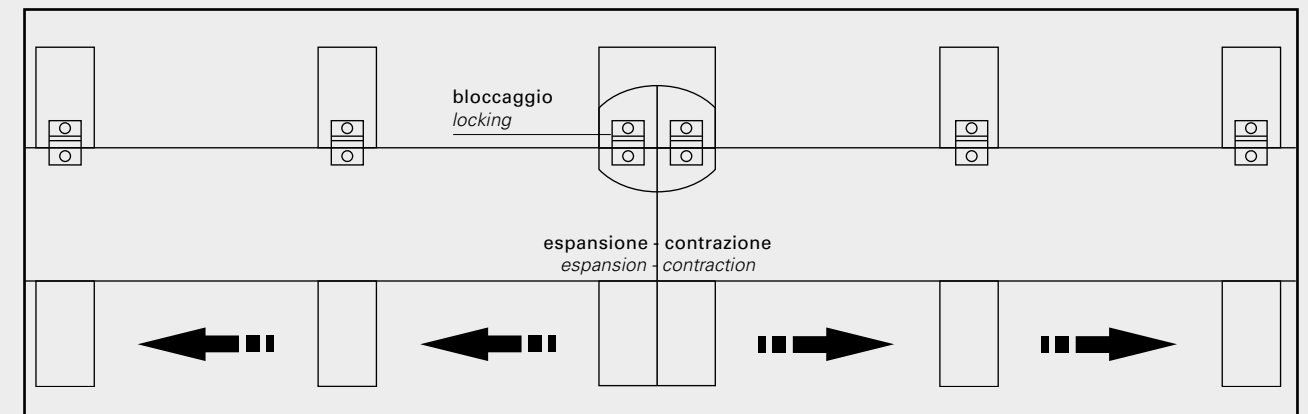 bloccaggio
locking
espansione - contrazione
espansion - contraction